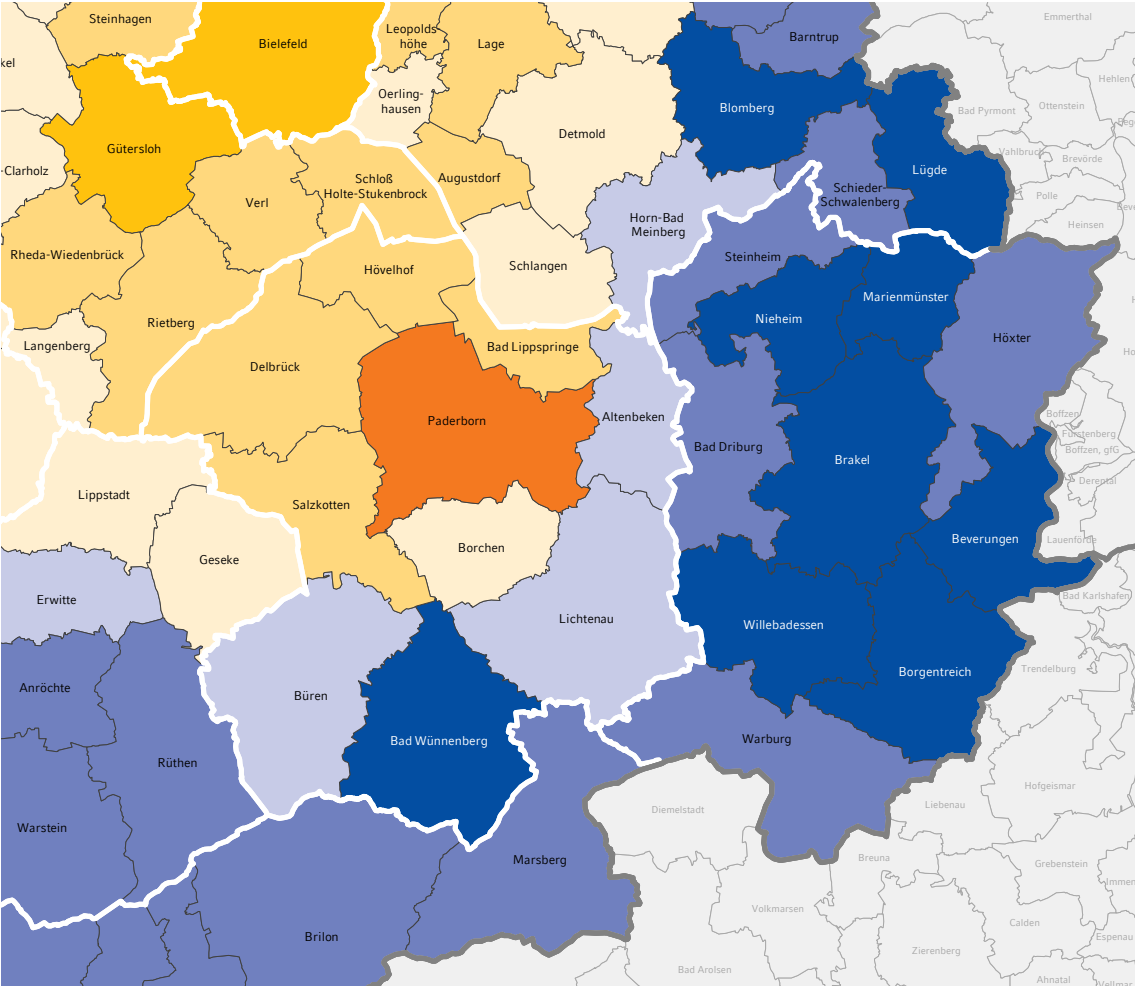 Steinhagen
Bielefeld
Leopolds
höhe
Lage
Barntrup
Emmerthal
kel
Oerling-
hausen
Blomberg
Hehlen
Ottenstein
Bad Pyrmont
Gütersloh
Detmold
Vahlbruch
Brevörde
-Clarholz
Verl
Schloß
Holte-Stukenbrock
Augustdorf
Lügde
Schieder-
Schwalenberg
Polle
Heinsen
Horn-Bad
Meinberg
Rheda-Wiedenbrück
Hövelhof
Schlangen
Steinheim
Marienmünster
Rietberg
Nieheim
Höxter
Langenberg
Bad Lippspringe
Delbrück
Paderborn
Altenbeken
Bad Driburg
Boffzen
Fürstenberg
Boffzen, gfG
Brakel
Derental
Lippstadt
Salzkotten
Borchen
Beverungen
Lauenförde
Geseke
Erwitte
Lichtenau
Willebadessen
Bad Karlshafen
Trendelburg
Borgentreich
Anröchte
Büren
Bad Wünnenberg
Warburg
Rüthen
Hofgeismar
Diemelstadt
Liebenau
Warstein
Marsberg
Breuna
Grebenstein
Immen
Volkmarsen
Calden
Espenau
Brilon
Zierenberg
Bad Arolsen
Ahnatal
Vellmar